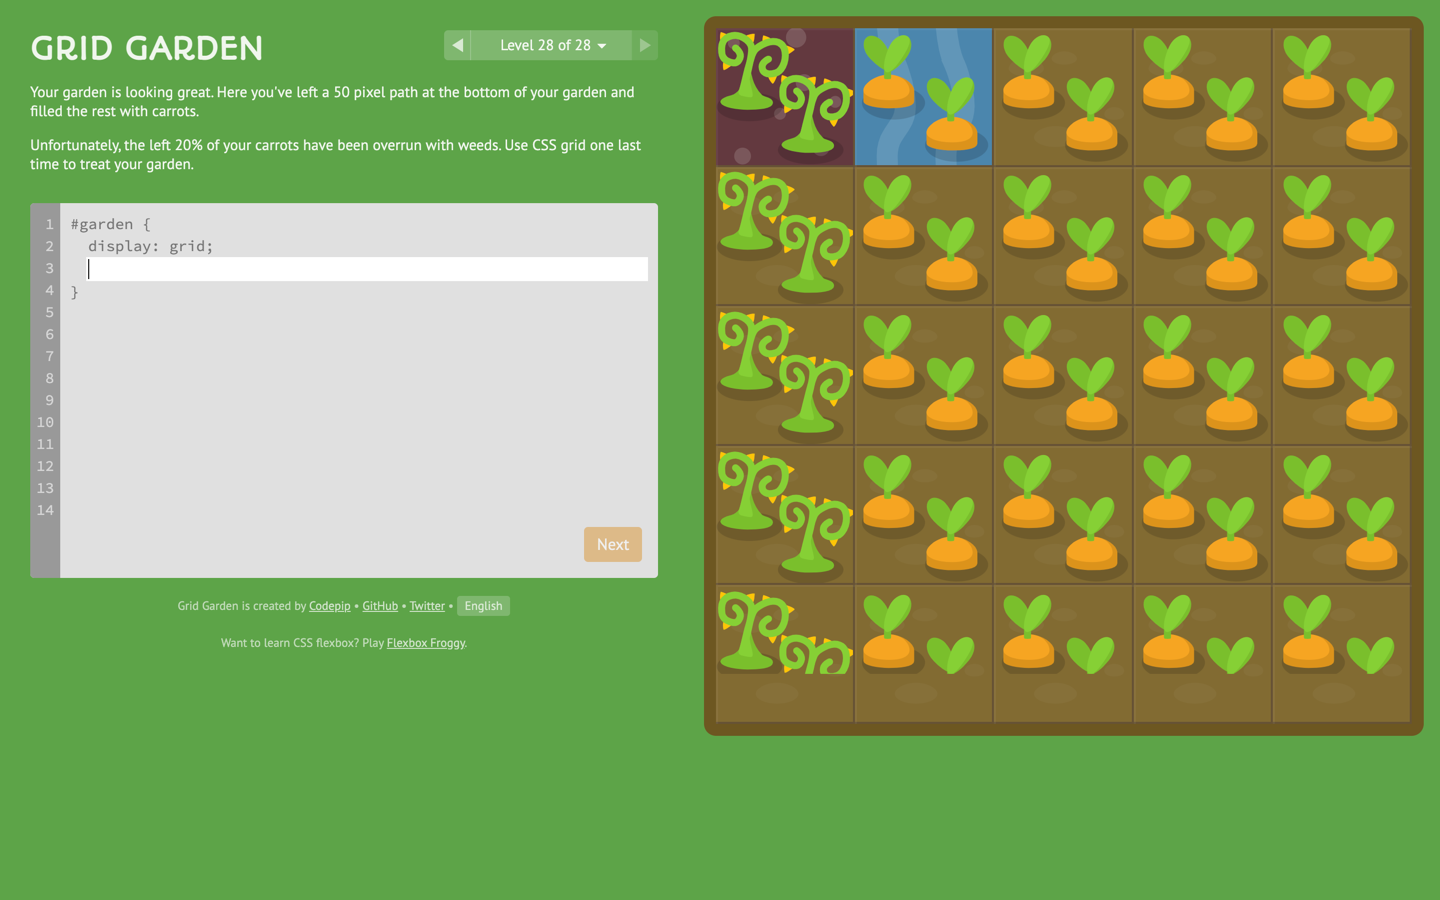 GRID GARDEN
Level 28 of 28
Your garden is looking great. Here you've left a 50 pixel path at the bottom of your garden and
filled the rest with carrots.
Unfortunately, the left 20% of your carrots have been overrun with weeds. Use CSS grid one last
time to treat your garden.
1 #garden {
2 display: grid;
3
4 }
5
6
7
8
9
10
11
12
13
14
Next
Grid Garden is created by Codepip • GitHub • Twitter • English
Want to learn CSS flexbox? Play Flexbox Froggy.